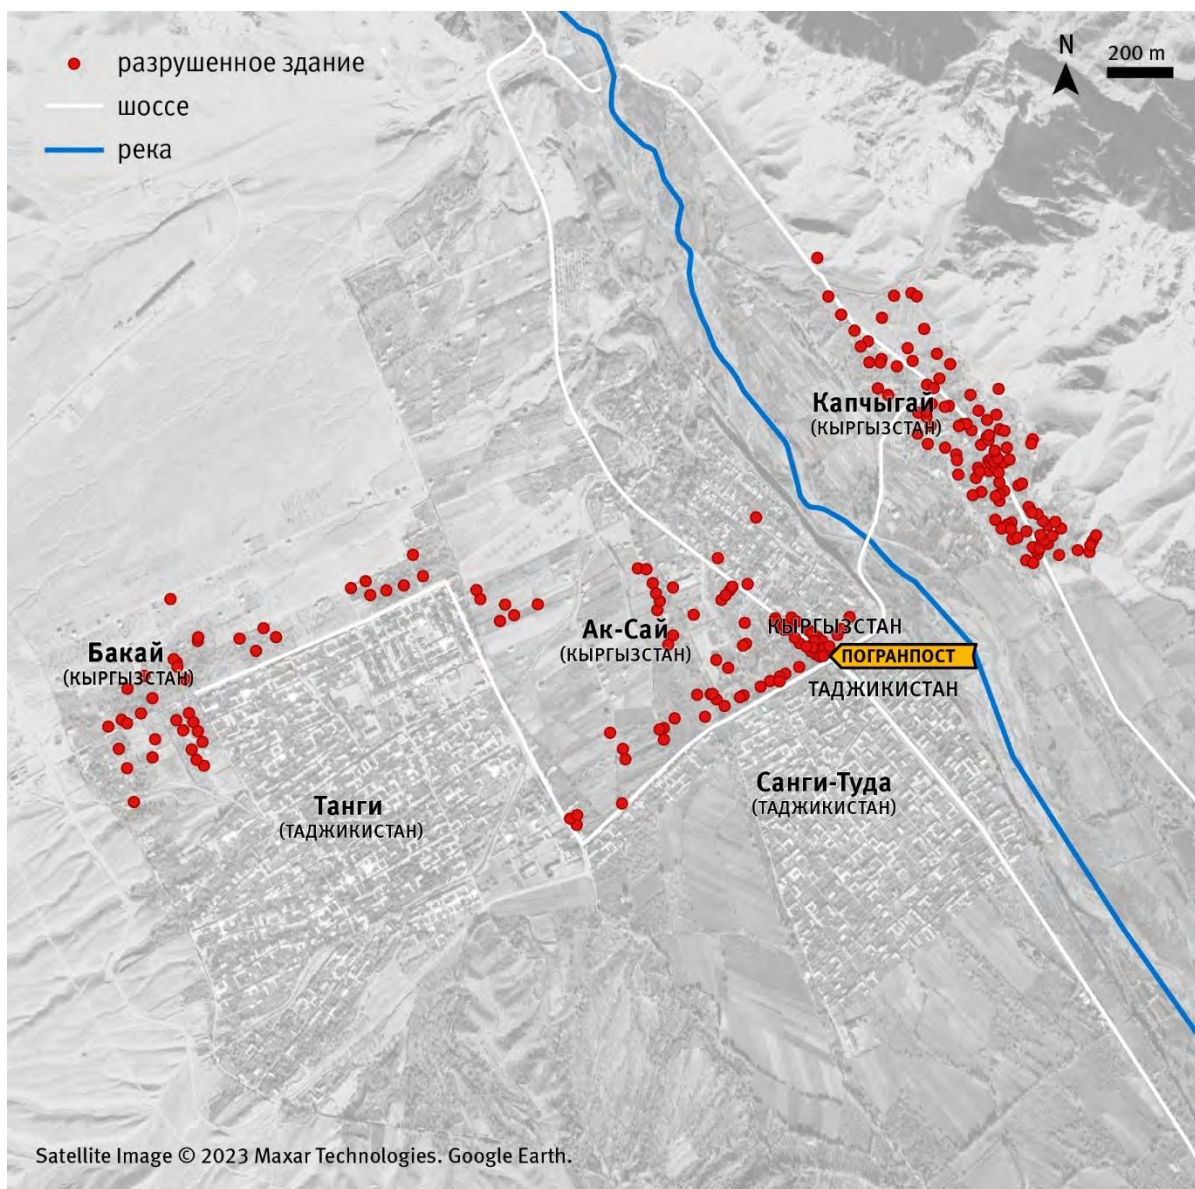 разрушенное здание
шоссе
река
N
200 m
Капчыгай
(КЫРГЫЗСТАН)
Бакай
(КЫРГЫЗСТАН)
Ак-Сай
(КЫРГЫЗСТАН)
КЫРГЫЗСТАН
ПОГРАНПОСТ
ТАДЖИКИСТАН
Санги-Туда
(ТАДЖИКИСТАН)
Танги
(ТАДЖИКИСТАН)
Satellite Image © 2023 Maxar Technologies. Google Earth.